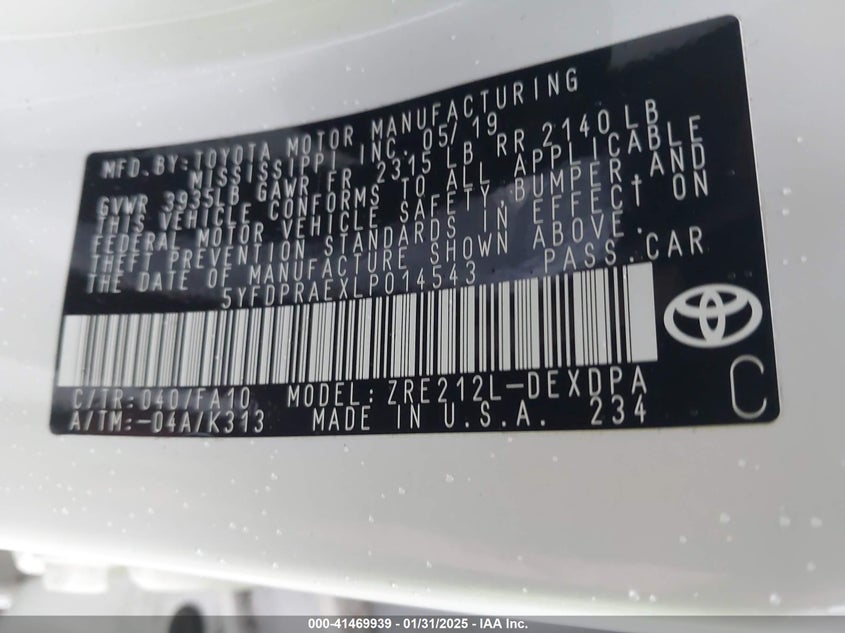 MFD. BY: TOYOTA MOTOR MANUFACTURING
MISSISSIPPI INC. 05/19
GVWR 3935LB GAWR FR 2315 LB RR 2140 LB
THIS VEHICLE CONFORMS TO ALL APPLICABLE
FEDERAL MOTOR VEHICLE SAFETY, BUMPER, AND
THEFT PREVENTION STANDARDS IN EFFECT ON
THE DATE OF MANUFACTURE SHOWN ABOVE.
5YFDPRAEXLP014543 PASS. CAR
C/TR: 040/FA10 MODEL: ZRE212L-DEXDPA
A/TM: -04A/K313 MADE IN U.S.A. 234
C
000-41469939 - 01/31/2025 - IAA Inc.